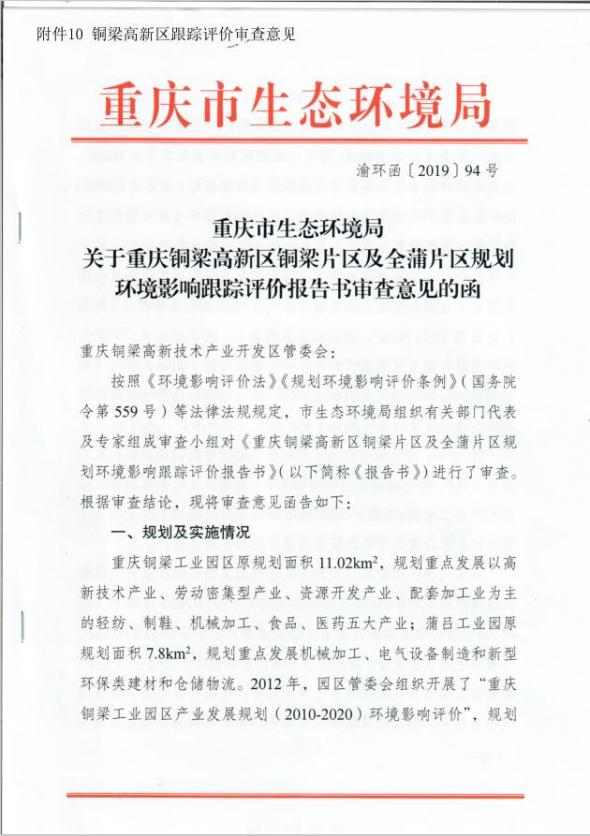 附件10 铜梁高新区跟踪评价审查意见
重庆市生态环境局
渝环函〔2019〕94 号
重庆市生态环境局
关于重庆铜梁高新区铜梁片区及全蒲片区规划
环境影响跟踪评价报告书审查意见的函
重庆铜梁高新技术产业开发区管委会：
按照《环境影响评价法》《规划环境影响评价条例》（国务院
令第 559 号）等法律法规规定，市生态环境局组织有关部门代表
及专家组成审查小组对《重庆铜梁高新区铜梁片区及全蒲片区规
划环境影响跟踪评价报告书》（以下简称《报告书》）进行了审查。
根据审查结论，现将审查意见函告如下：
一、规划及实施情况
重庆铜梁工业园区原规划面积 11.02km²，规划重点发展以高
新技术产业、劳动密集型产业、资源开发产业、配套加工业为主
的轻纺、制鞋、机械加工、食品、医药五大产业；蒲吕工业园原
规划面积 7.8km²，规划重点发展机械加工、电气设备制造和新型
环保类建材和仓储物流。2012 年，园区管委会组织开展了“重庆
铜梁工业园区产业发展规划（2010-2020）环境影响评价”，规划